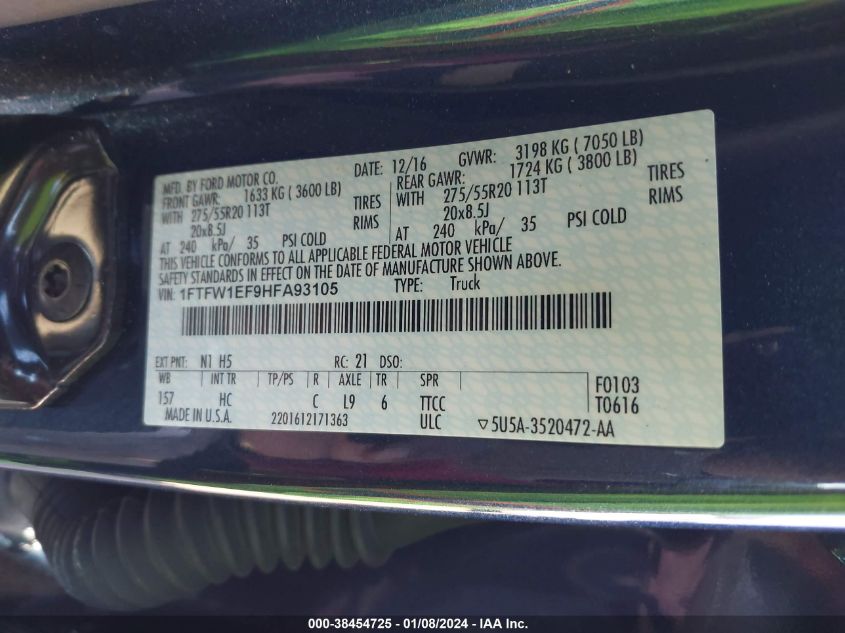 MFD. BY FORD MOTOR CO. DATE: 12/16 GVWR: 3198 KG ( 7050 LB)
FRONT GAWR: 1633 KG ( 3600 LB) REAR GAWR: 1724 KG ( 3800 LB)
WITH 275/55R20 113T TIRES WITH 275/55R20 113T TIRES
20x8.5J RIMS 20x8.5J RIMS
AT 240 kPa/ 35 PSI COLD AT 240 kPa/ 35 PSI COLD
THIS VEHICLE CONFORMS TO ALL APPLICABLE FEDERAL MOTOR VEHICLE
SAFETY STANDARDS IN EFFECT ON THE DATE OF MANUFACTURE SHOWN ABOVE.
VIN: 1FTFW1EF9HFA93105 TYPE: Truck
EXT PNT: N1 H5 RC: 21 DSO:
WB INT TR TP/PS R AXLE TR SPR F0103
157 HC C L9 6 TTCC T0616
MADE IN U.S.A. 2201612171363 ULC ▽5U5A-3520472-AA
000-38454725 - 01/08/2024 - IAA Inc.